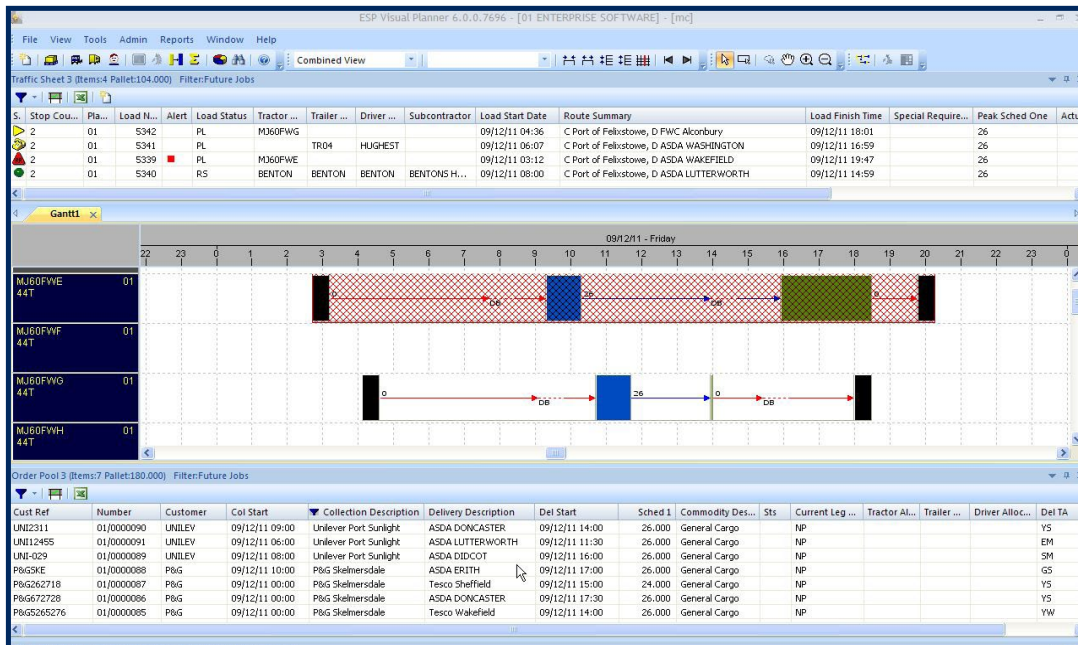 ESP Visual Planner 6.0.0.7696 - [01 ENTERPRISE SOFTWARE] - [mc]
File View Tools Admin Reports Window Help
Combined View
Traffic Sheet 3 (Items:4 Pallet:104.000) Filter:Future Jobs
S. Stop Cou... Pla... Load N... Alert Load Status Tractor ... Trailer ... Driver ... Subcontractor Load Start Date Route Summary Load Finish Time Special Require... Peak Sched One Actu
2 01 5342 PL MJ60FWG 09/12/11 04:36 C Port of Felixstowe, D FWC Alconbury 09/12/11 18:01 26
2 01 5341 PL TR04 HUGHEST 09/12/11 06:07 C Port of Felixstowe, D ASDA WASHINGTON 09/12/11 16:59 26
2 01 5339 PL MJ60FWE 09/12/11 03:12 C Port of Felixstowe, D ASDA WAKEFIELD 09/12/11 19:47 26
2 01 5340 RS BENTON BENTON BENTON BENTONS H... 09/12/11 08:00 C Port of Felixstowe, D ASDA LUTTERWORTH 09/12/11 14:59 26
Gantt1
09/12/11 - Friday
22 23 0 1 2 3 4 5 6 7 8 9 10 11 12 13 14 15 16 17 18 19 20 21 22 23 0
MJ60FWE 01
44T
0 DB 26 DB 0
MJ60FWF 01
44T
MJ60FWG 01
44T
0 DB 26 0 DB
MJ60FWH 01
44T
Order Pool 3 (Items:7 Pallet:180.000) Filter:Future Jobs
Cust Ref Number Customer Col Start Collection Description Delivery Description Del Start Sched 1 Commodity Des... Sts Current Leg ... Tractor Al... Trailer ... Driver Alloc... Del TA
UNI2311 01/0000090 UNILEV 09/12/11 09:00 Unilever Port Sunlight ASDA DONCASTER 09/12/11 14:00 26.000 General Cargo NP YS
UNI12455 01/0000091 UNILEV 09/12/11 06:00 Unilever Port Sunlight ASDA LUTTERWORTH 09/12/11 11:30 26.000 General Cargo NP EM
UNI-029 01/0000089 UNILEV 09/12/11 08:00 Unilever Port Sunlight ASDA DIDCOT 09/12/11 16:00 26.000 General Cargo NP SM
P&GSKE 01/0000088 P&G 09/12/11 10:00 P&G Skelmersdale ASDA ERITH 09/12/11 17:00 26.000 General Cargo NP GS
P&G262718 01/0000087 P&G 09/12/11 00:00 P&G Skelmersdale Tesco Sheffield 09/12/11 15:00 24.000 General Cargo NP YS
P&G672728 01/0000086 P&G 09/12/11 00:00 P&G Skelmersdale ASDA DONCASTER 09/12/11 17:30 26.000 General Cargo NP YS
P&G5265276 01/0000085 P&G 09/12/11 00:00 P&G Skelmersdale Tesco Wakefield 09/12/11 14:00 26.000 General Cargo NP YW